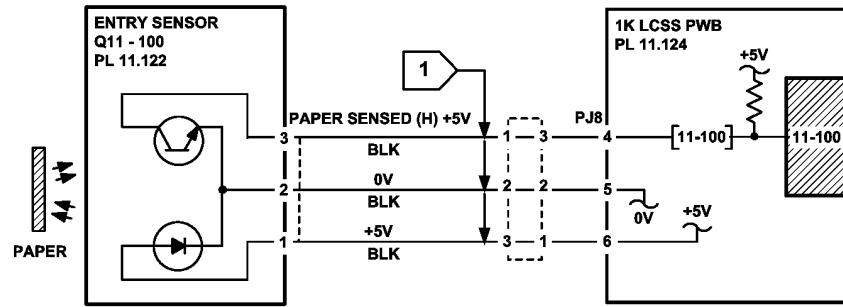 ENTRY SENSOR
Q11 - 100
PL 11.122
1K LCSS PWB
PL 11.124
+5V
1
3 PAPER SENSED (H) +5V 1 3 PJ8 4 [11-100] 11-100
BLK
2 0V 2 2 5
BLK
0V
+5V
1 +5V 3 1 6
BLK
PAPER